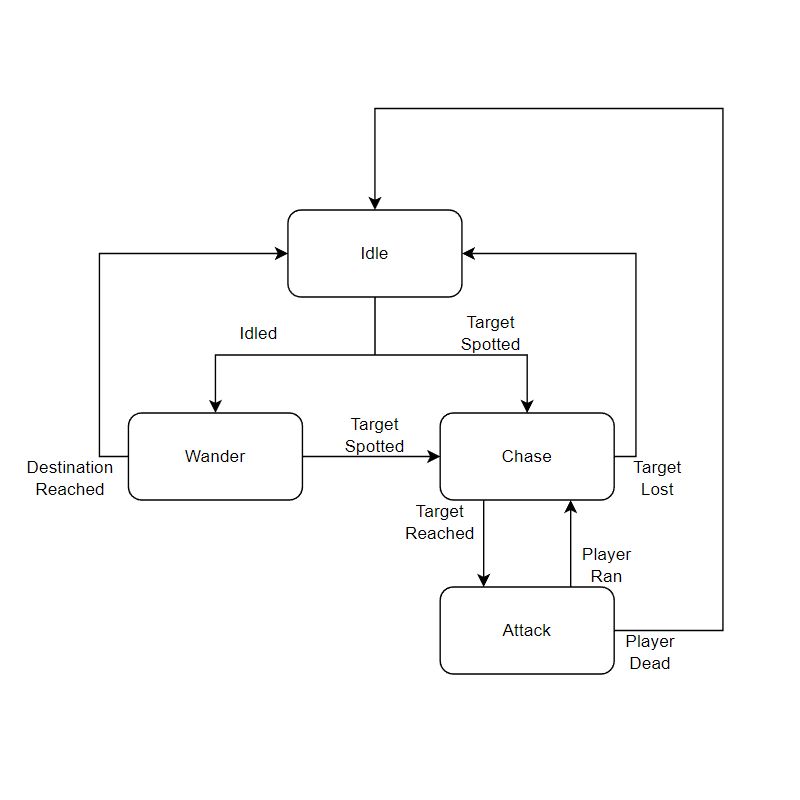 Idle
Idled
Target
Spotted
Target
Spotted
Wander
Chase
Destination
Reached
Target
Lost
Target
Reached
Player
Ran
Attack
Player
Dead